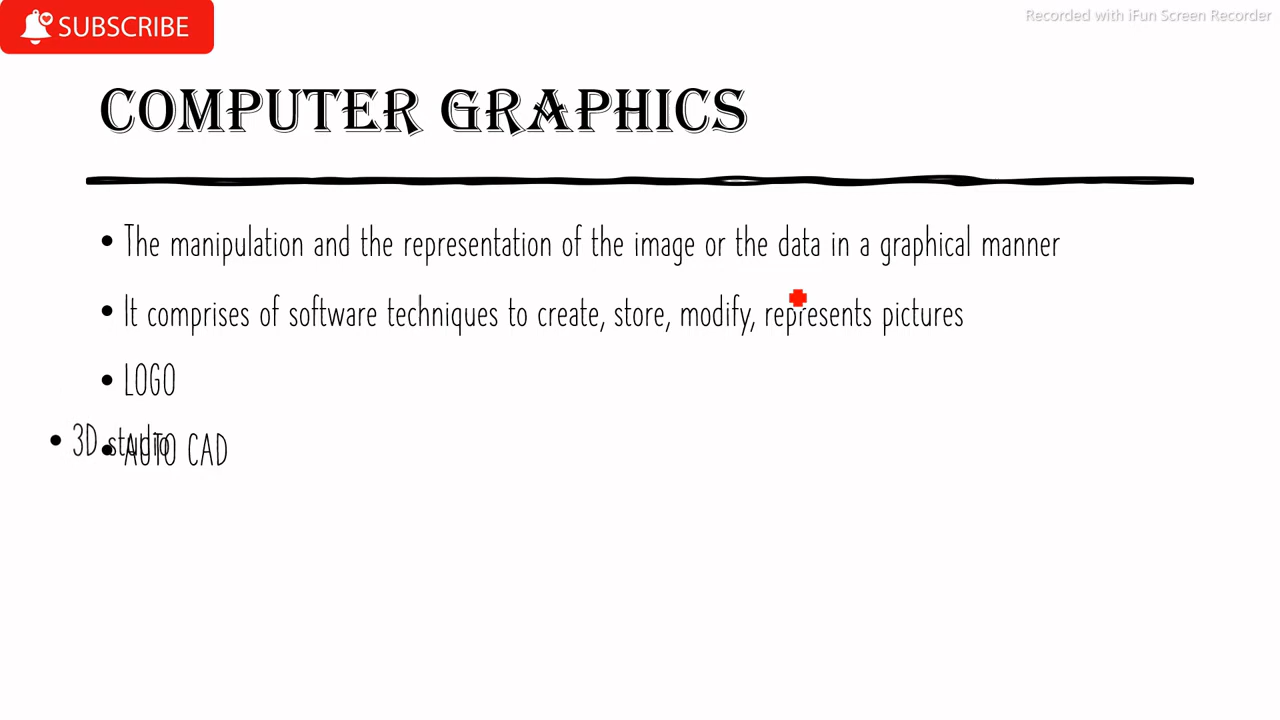 SUBSCRIBE
Recorded with iFun Screen Recorder
COMPUTER GRAPHICS
• The manipulation and the representation of the image or the data in a graphical manner
• It comprises of software techniques to create, store, modify, represents pictures
• LOGO
• 3D studio
• AUTO CAD